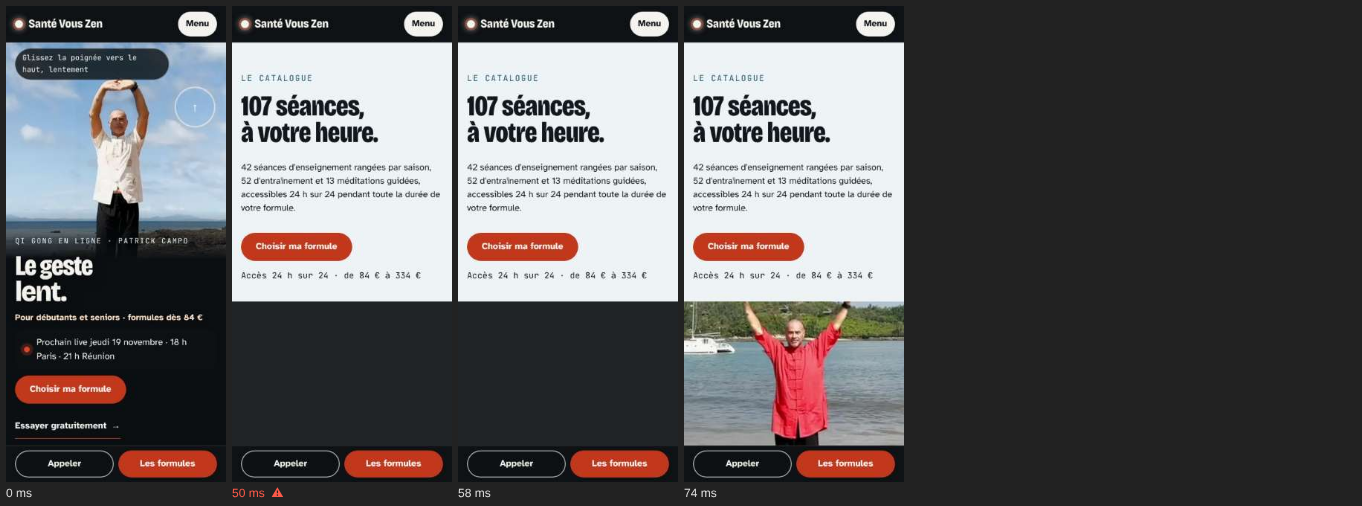 Santé Vous Zen
Menu
Glissez la poignée vers le
haut, lentement
↑
QI GONG EN LIGNE · PATRICK CAMPO
Le geste
lent.
Pour débutants et seniors · formules dès 84 €
Prochain live jeudi 19 novembre · 18 h
Paris · 21 h Réunion
Choisir ma formule
Essayer gratuitement →
Appeler
Les formules
0 ms
Santé Vous Zen
Menu
LE CATALOGUE
107 séances,
à votre heure.
42 séances d'enseignement rangées par saison,
52 d'entraînement et 13 méditations guidées,
accessibles 24 h sur 24 pendant toute la durée de
votre formule.
Choisir ma formule
Accès 24 h sur 24 · de 84 € à 334 €
Appeler
Les formules
50 ms
Santé Vous Zen
Menu
LE CATALOGUE
107 séances,
à votre heure.
42 séances d'enseignement rangées par saison,
52 d'entraînement et 13 méditations guidées,
accessibles 24 h sur 24 pendant toute la durée de
votre formule.
Choisir ma formule
Accès 24 h sur 24 · de 84 € à 334 €
Appeler
Les formules
58 ms
Santé Vous Zen
Menu
LE CATALOGUE
107 séances,
à votre heure.
42 séances d'enseignement rangées par saison,
52 d'entraînement et 13 méditations guidées,
accessibles 24 h sur 24 pendant toute la durée de
votre formule.
Choisir ma formule
Accès 24 h sur 24 · de 84 € à 334 €
Appeler
Les formules
74 ms